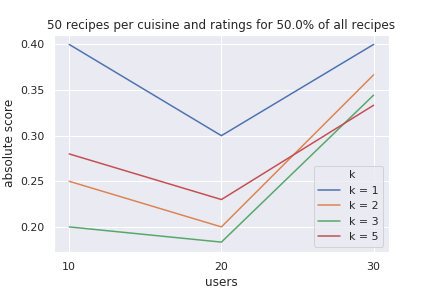 50 recipes per cuisine and ratings for 50.0% of all recipes
absolute score
0.40
0.35
0.30
0.25
0.20
k
k = 1
k = 2
k = 3
k = 5
10 20 30
users